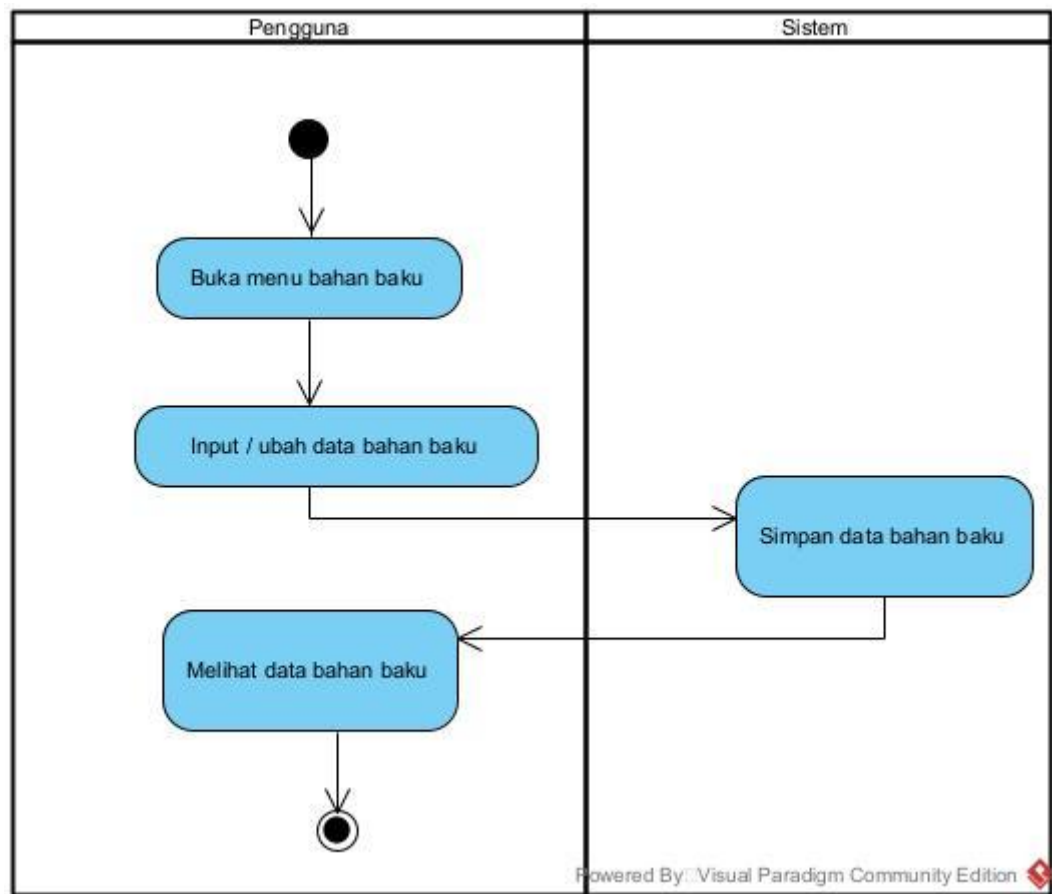 Pengguna
Sistem
Buka menu bahan baku
Input / ubah data bahan baku
Simpan data bahan baku
Melihat data bahan baku
Powered By Visual Paradigm Community Edition